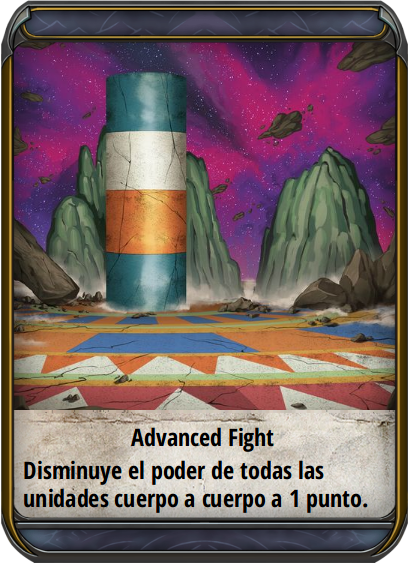 Advanced Fight
Disminuye el poder de todas las
unidades cuerpo a cuerpo a 1 punto.